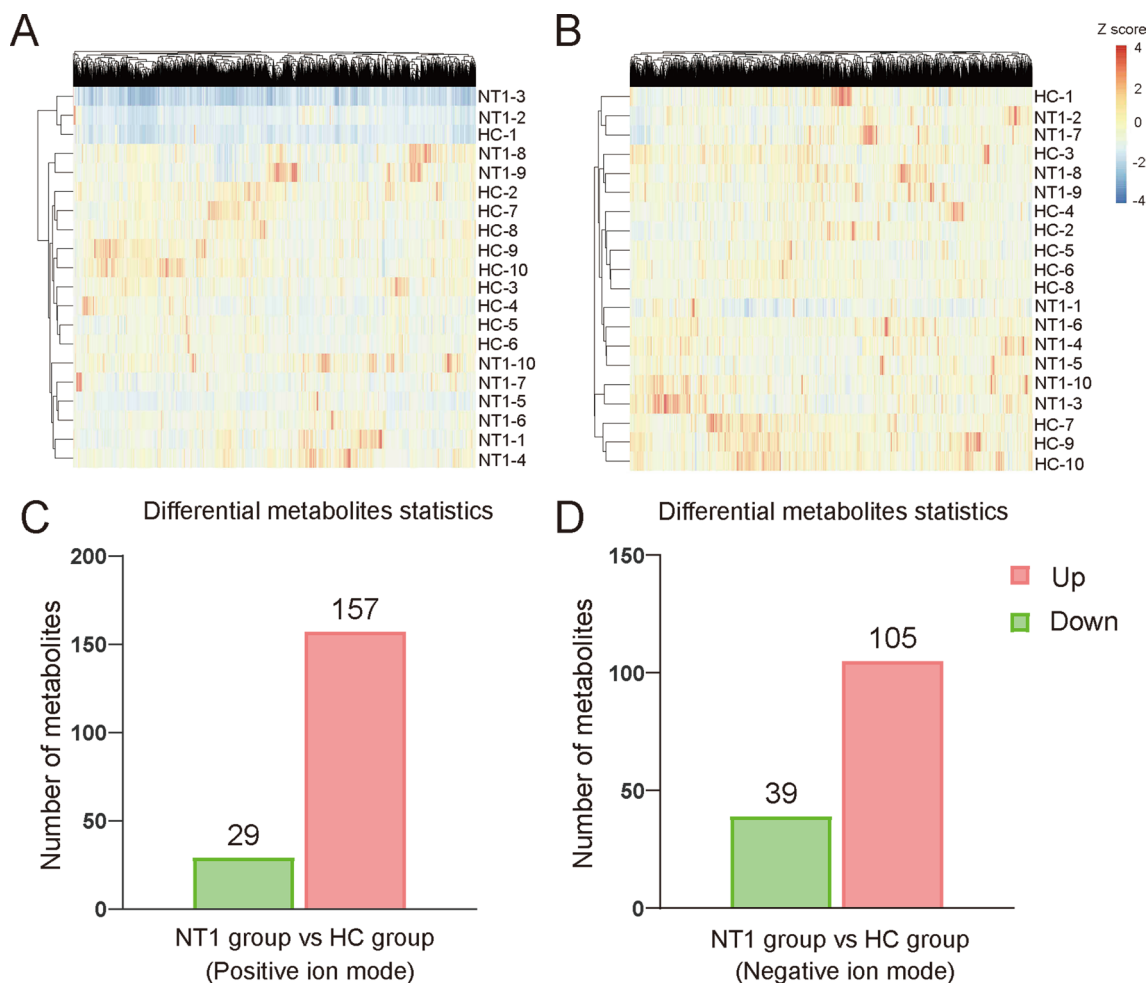 A
B
Z score
4
2
0
-2
-4
NT1-3
NT1-2
HC-1
NT1-8
NT1-9
HC-2
HC-7
HC-8
HC-9
HC-10
HC-3
HC-4
HC-5
HC-6
NT1-10
NT1-7
NT1-5
NT1-6
NT1-1
NT1-4
HC-1
NT1-2
NT1-7
HC-3
NT1-8
NT1-9
HC-4
HC-2
HC-5
HC-6
HC-8
NT1-1
NT1-6
NT1-4
NT1-5
NT1-10
NT1-3
HC-7
HC-9
HC-10
C
Differential metabolites statistics
Number of metabolites
200
150
100
50
0
29
157
NT1 group vs HC group
(Positive ion mode)
D
Differential metabolites statistics
Number of metabolites
150
100
50
0
39
105
NT1 group vs HC group
(Negative ion mode)
Up
Down